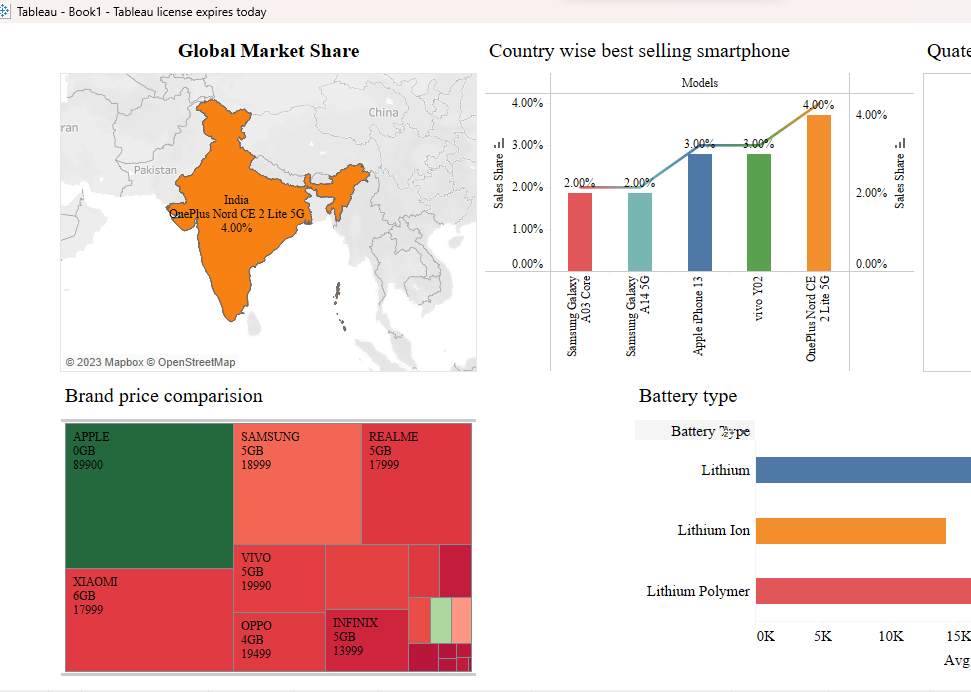 Tableau - Book1 - Tableau license expires today
Global Market Share
China
ran
Pakistan
India
OnePlus Nord CE 2 Lite 5G
4.00%
© 2023 Mapbox © OpenStreetMap
Country wise best selling smartphone
Models
4.00%
3.00%
2.00%
1.00%
0.00%
Sales Share
2.00%
2.00%
3.00%
3.00%
4.00%
4.00%
2.00%
0.00%
Sales Share
Samsung Galaxy
A03 Core
Samsung Galaxy
A14 5G
Apple iPhone 13
vivo Y02
OnePlus Nord CE
2 Lite 5G
Quate
Brand price comparision
APPLE
0GB
89900
SAMSUNG
5GB
18999
REALME
5GB
17999
XIAOMI
6GB
17999
VIVO
5GB
19990
OPPO
4GB
19499
INFINIX
5GB
13999
Battery type
Battery Type
Lithium
Lithium Ion
Lithium Polymer
0K
5K
10K
15K
Avg